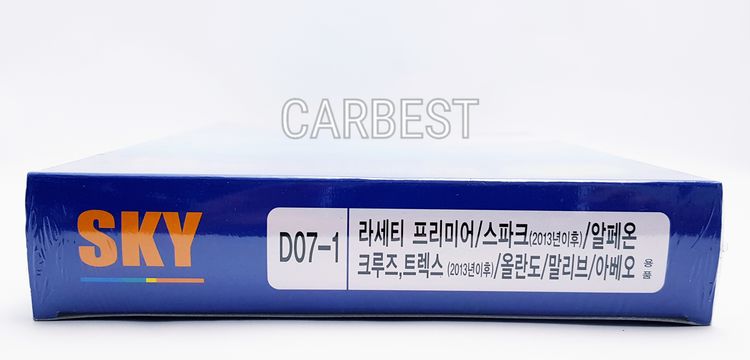 CARBEST
SKY
D07-1
라세티 프리미어/스파크(2013년이후)/알페온
크루즈,트렉스 (2013년이후)/올란도/말리브/아베오 용품